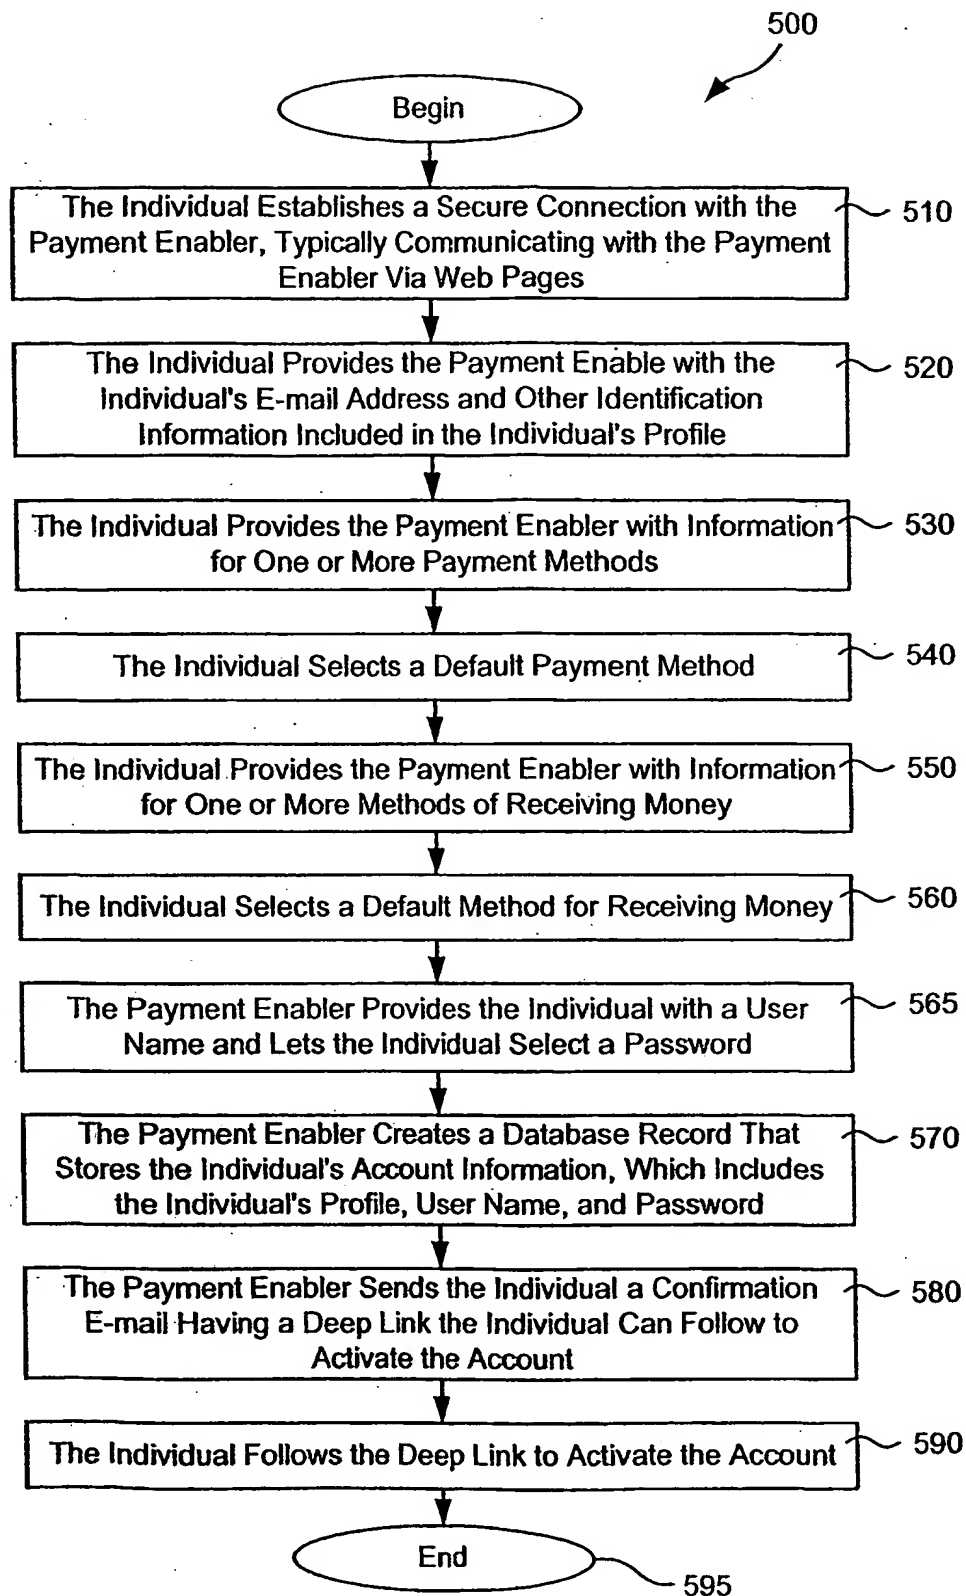 500
Begin
The Individual Establishes a Secure Connection with the
Payment Enabler, Typically Communicating with the Payment
Enabler Via Web Pages
510
The Individual Provides the Payment Enable with the
Individual's E-mail Address and Other Identification
Information Included in the Individual's Profile
520
The Individual Provides the Payment Enabler with Information
for One or More Payment Methods
530
The Individual Selects a Default Payment Method
540
The Individual Provides the Payment Enabler with Information
for One or More Methods of Receiving Money
550
The Individual Selects a Default Method for Receiving Money
560
The Payment Enabler Provides the Individual with a User
Name and Lets the Individual Select a Password
565
The Payment Enabler Creates a Database Record That
Stores the Individual's Account Information, Which Includes
the Individual's Profile, User Name, and Password
570
The Payment Enabler Sends the Individual a Confirmation
E-mail Having a Deep Link the Individual Can Follow to
Activate the Account
580
The Individual Follows the Deep Link to Activate the Account
590
End
595